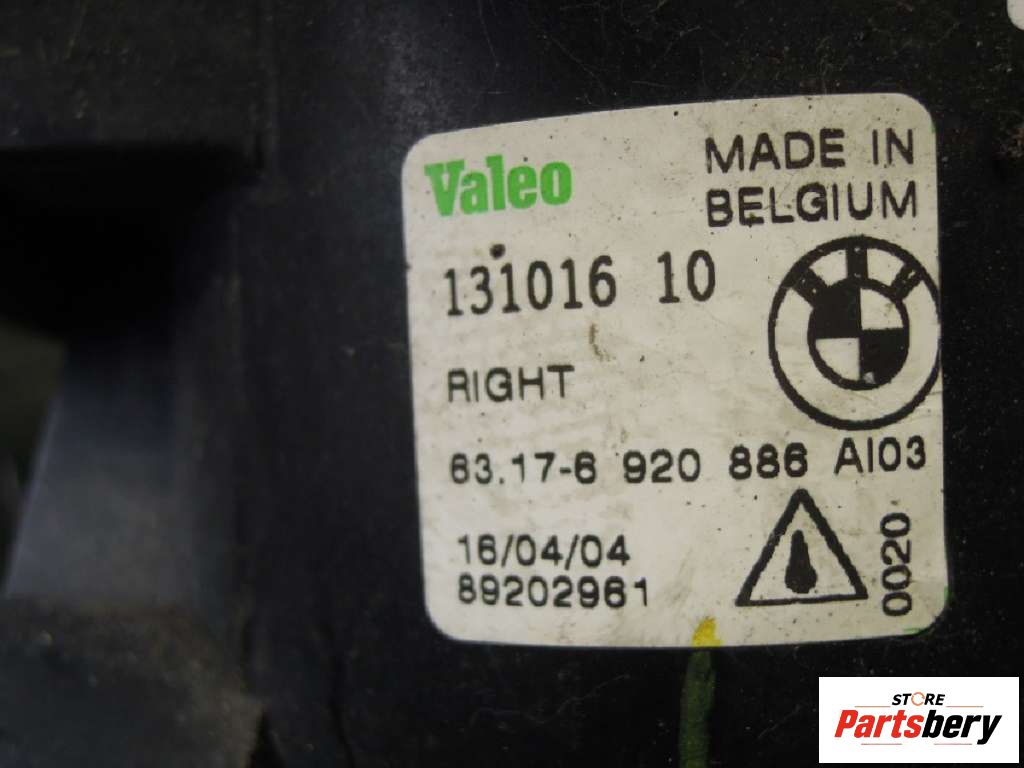 Valeo
MADE IN
BELGIUM
131016 10
RIGHT
63.17-6 920 886 AI03
16/04/04
89202961
0020
STORE
Partsbery